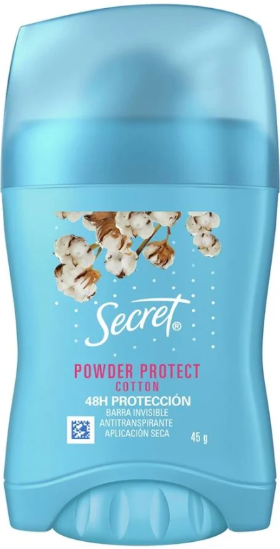 Secret®
POWDER PROTECT
COTTON
48H PROTECCIÓN
BARRA INVISIBLE
ANTITRANSPIRANTE
APLICACIÓN SECA
45 g